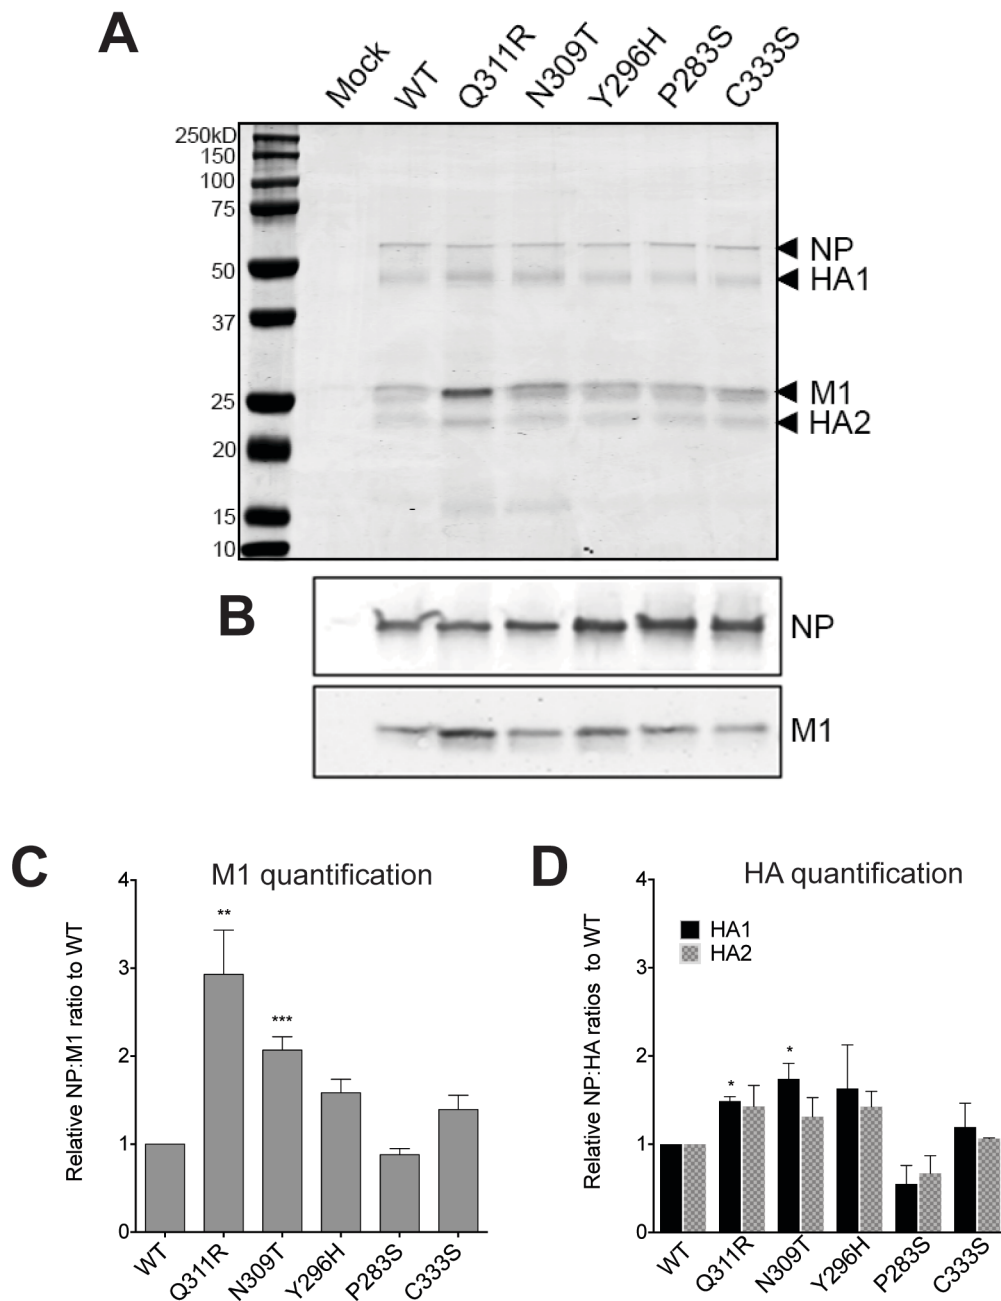 A
Mock WT Q311R N309T Y296H P283S C333S
250kD
150
100
75
50
37
25
20
15
10
NP
HA1
M1
HA2
B
NP
M1
C
M1 quantification
Relative NP:M1 ratio to WT
4
3
2
1
0
**
***
WT Q311R N309T Y296H P283S C333S
D
HA quantification
Relative NP:HA ratios to WT
4
3
2
1
0
HA1
HA2
*
*
WT Q311R N309T Y296H P283S C333S